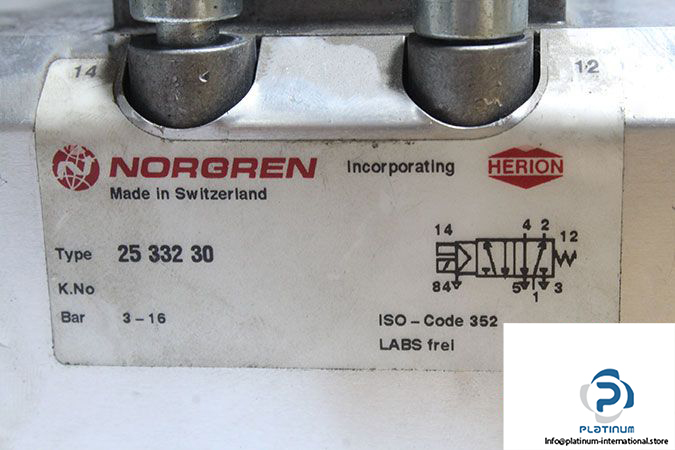 14
12
NORGREN Incorporating HERION
Made in Switzerland
Type 25 332 30
K.No
Bar 3-16
14 4 2 12
84 5 1 3
ISO-Code 352
LABS frei
PLATINUM
Info@platinum-international.store